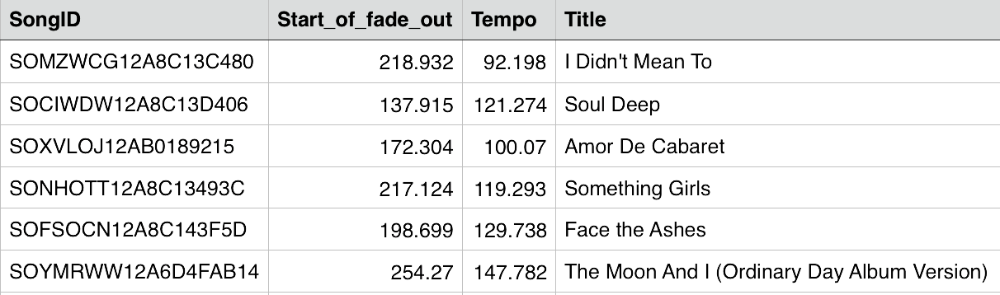 SongID Start_of_fade_out Tempo Title
SOMZWCG12A8C13C480 218.932 92.198 I Didn't Mean To
SOCIWDW12A8C13D406 137.915 121.274 Soul Deep
SOXVLOJ12AB0189215 172.304 100.07 Amor De Cabaret
SONHOTT12A8C13493C 217.124 119.293 Something Girls
SOFSOCN12A8C143F5D 198.699 129.738 Face the Ashes
SOYMRWW12A6D4FAB14 254.27 147.782 The Moon And I (Ordinary Day Album Version)